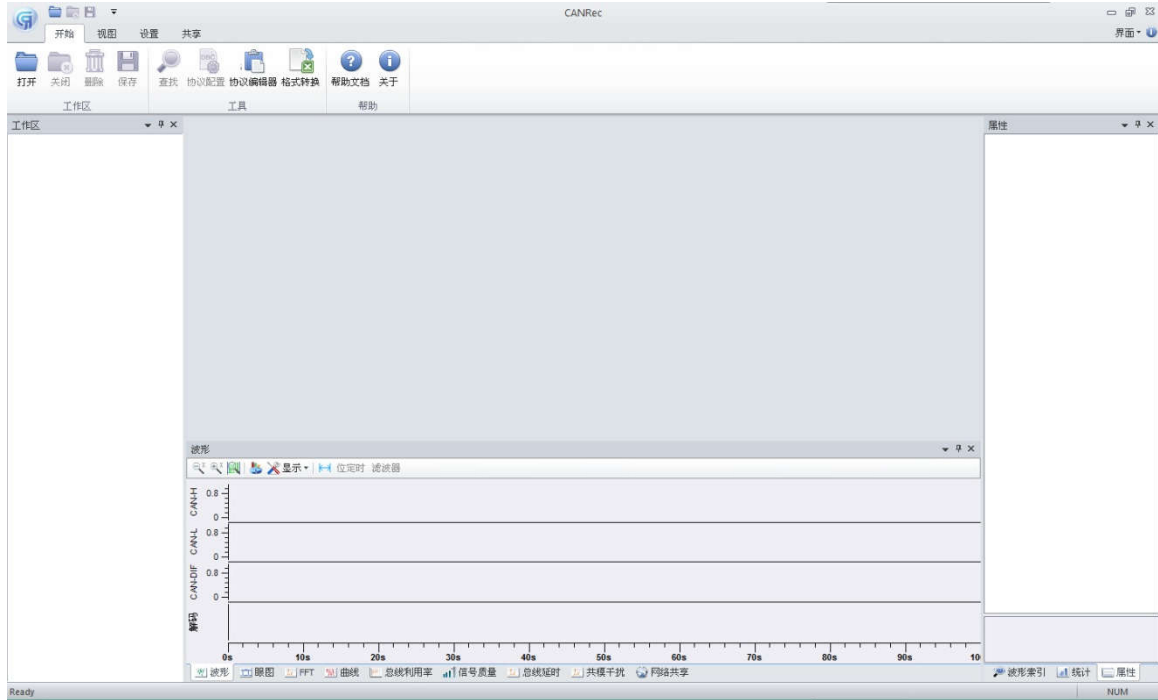 CANRec
开始 视图 设置 共享 界面
打开 关闭 删除 保存 查找 协议配置 协议编辑器 格式转换 帮助文档 关于
工作区 工具 帮助
工作区 属性
波形
显示 位定时 滤波器
CAN-H 0.8
0
CAN-L 0.8
0
CAN-DIF 0.8
0
解码
0s 10s 20s 30s 40s 50s 60s 70s 80s 90s 10
波形 眼图 FFT 曲线 总线利用率 信号质量 总线延时 共模干扰 网络共享 波形索引 统计 属性
Ready NUM